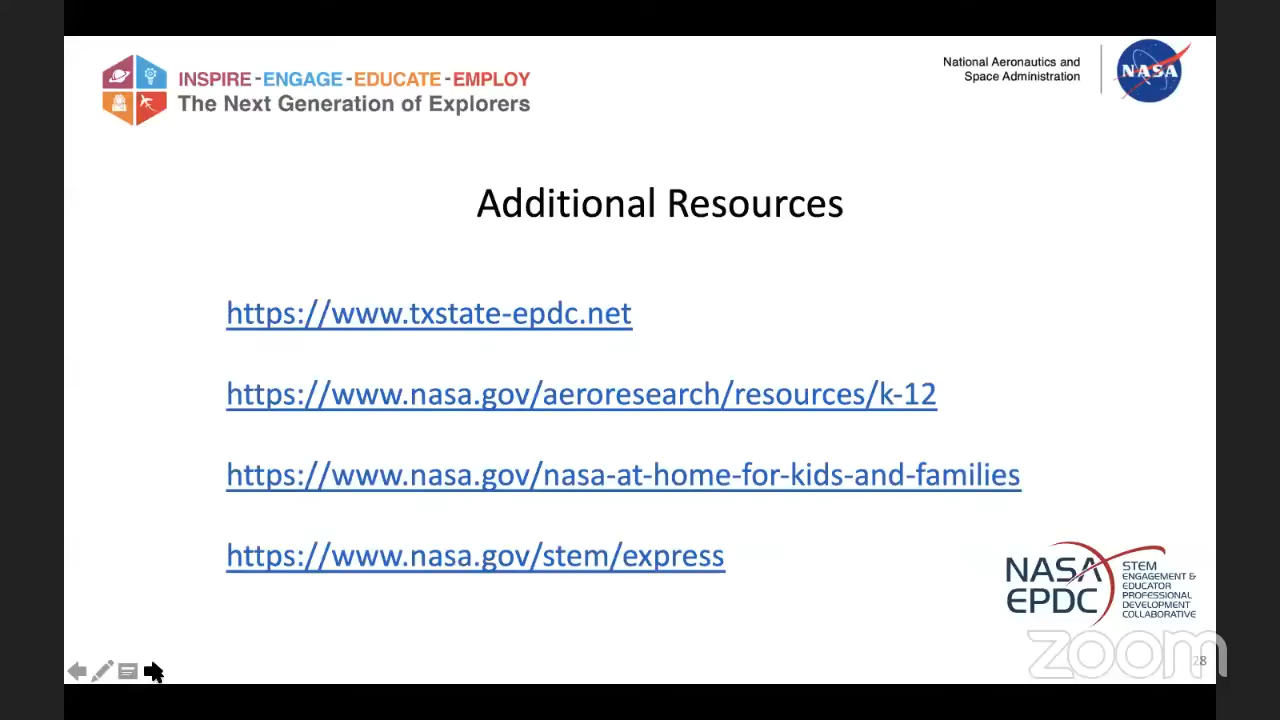 INSPIRE - ENGAGE - EDUCATE - EMPLOY
The Next Generation of Explorers
National Aeronautics and
Space Administration
NASA
Additional Resources
https://www.txstate-epdc.net
https://www.nasa.gov/aeroresearch/resources/k-12
https://www.nasa.gov/nasa-at-home-for-kids-and-families
https://www.nasa.gov/stem/express
NASA
EPDC
STEM
ENGAGEMENT &
EDUCATOR
PROFESSIONAL
DEVELOPMENT
COLLABORATIVE
zoom
28